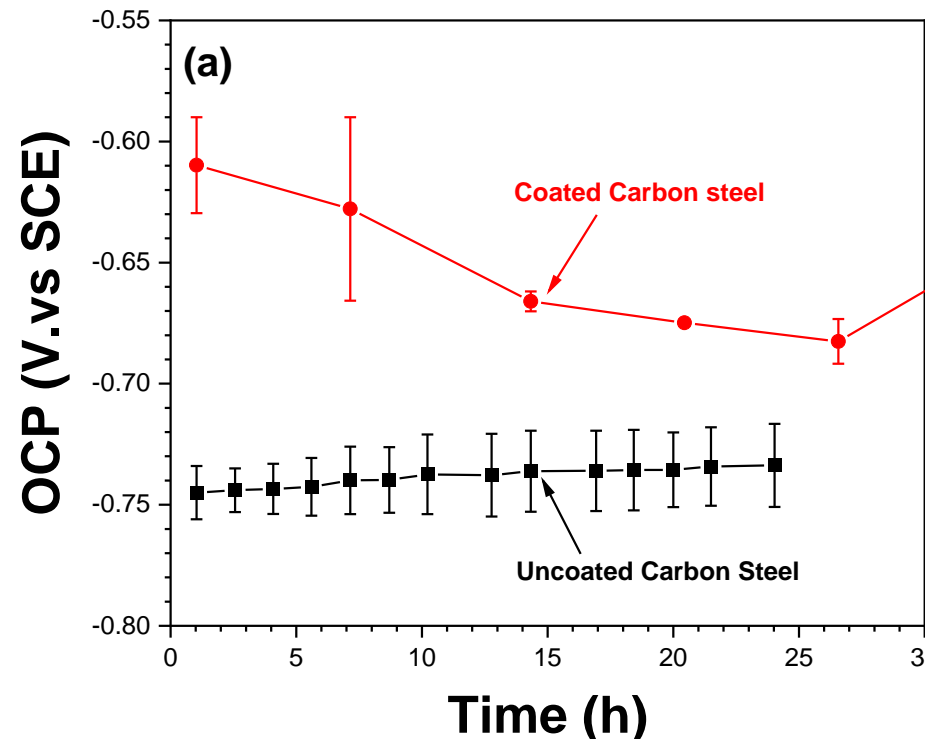 -0.55
(a)
-0.60
Coated Carbon steel
-0.65
-0.70
-0.75
Uncoated Carbon Steel
-0.80
OCP (V.vs SCE)
0 5 10 15 20 25 3
Time (h)